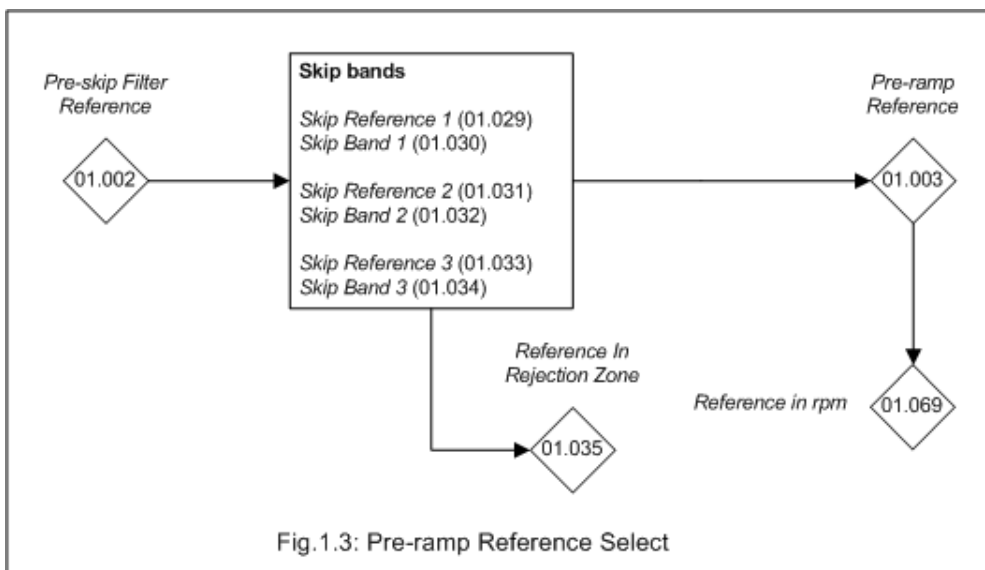 Pre-skip Filter
Reference
01.002
Skip bands
Skip Reference 1 (01.029)
Skip Band 1 (01.030)
Skip Reference 2 (01.031)
Skip Band 2 (01.032)
Skip Reference 3 (01.033)
Skip Band 3 (01.034)
Pre-ramp
Reference
01.003
Reference In
Rejection Zone
01.035
Reference in rpm
01.069
Fig.1.3: Pre-ramp Reference Select